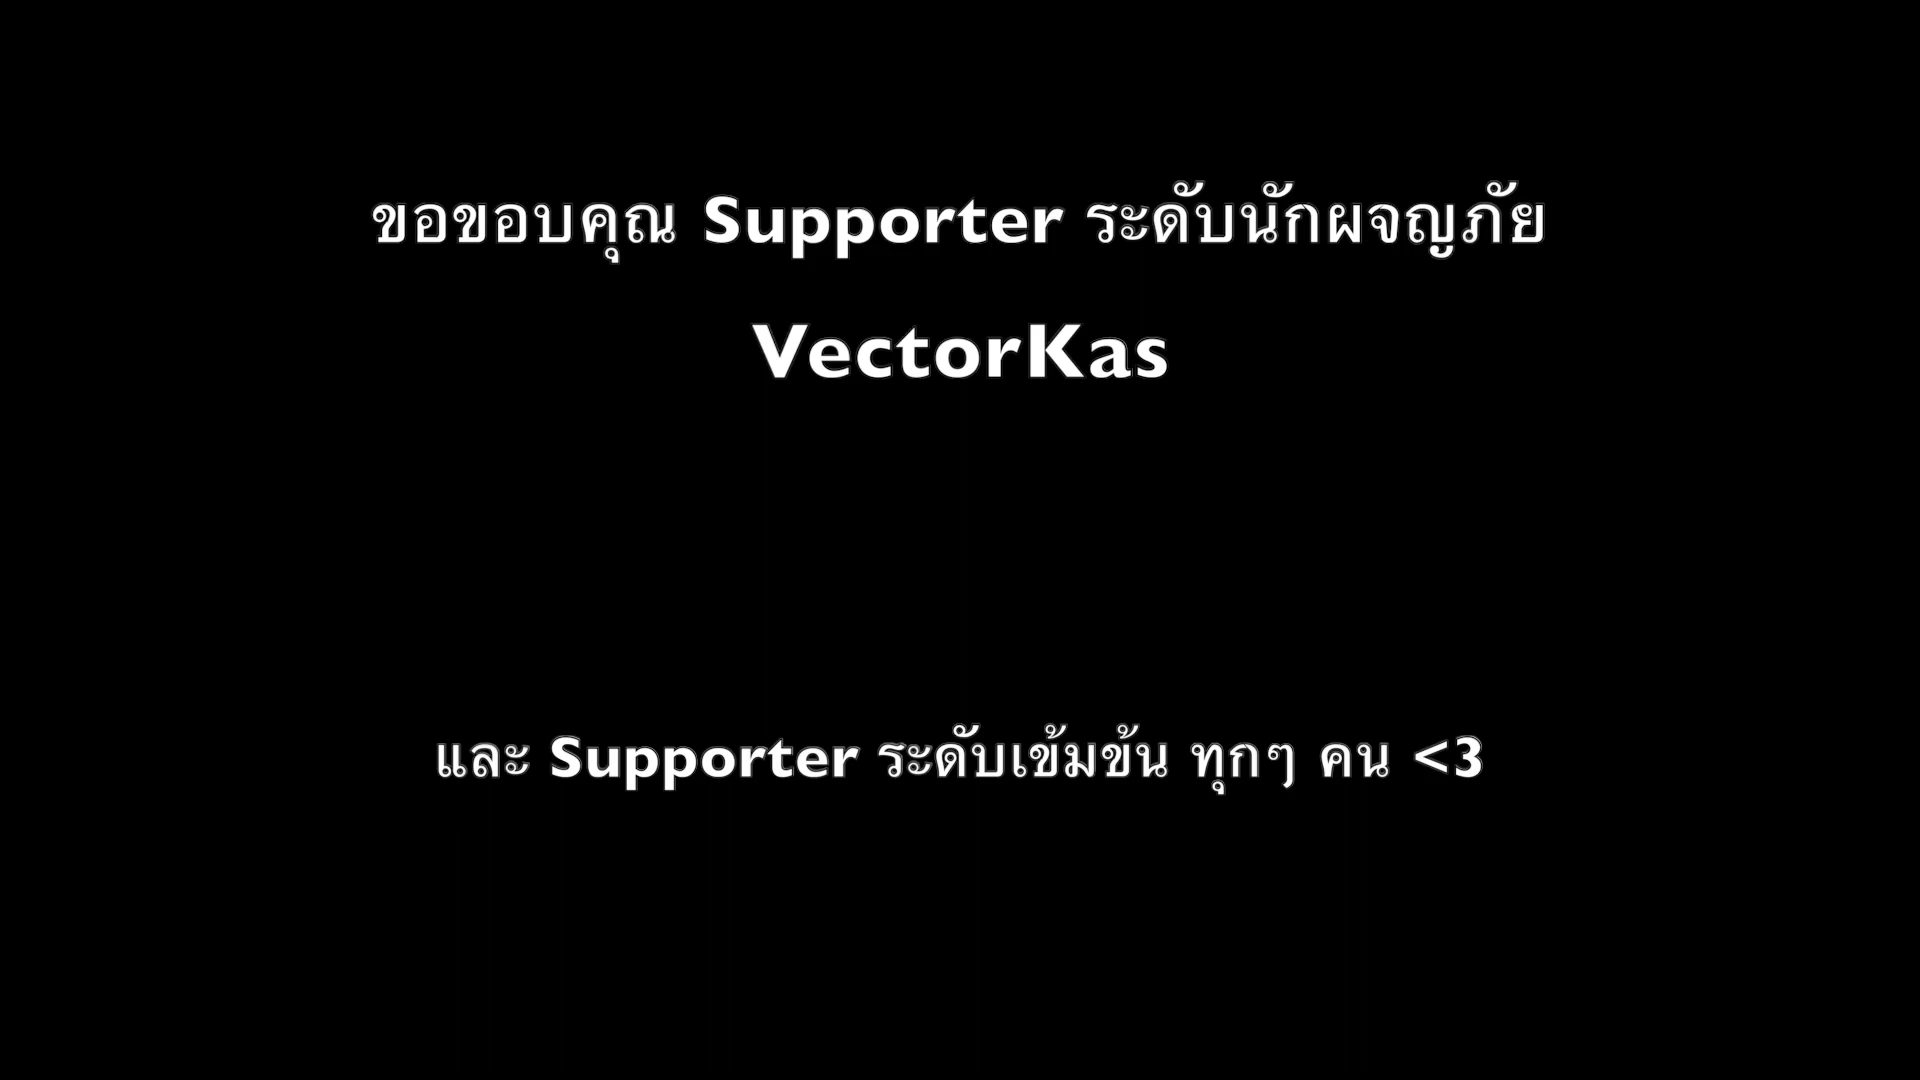 ขอขอบคุณ Supporter ระดับนักผจญภัย
VectorKas
และ Supporter ระดับเข้มข้น ทุกๆ คน <3